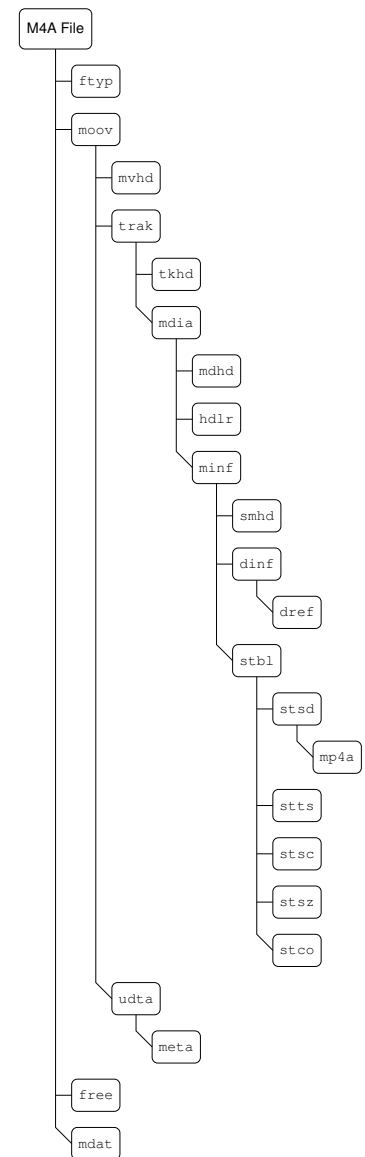 M4A File
ftyp
moov
mvhd
trak
tkhd
mdia
mdhd
hdlr
minf
smhd
dinf
dref
stbl
stsd
mp4a
stts
stsc
stsz
stco
udta
meta
free
mdat